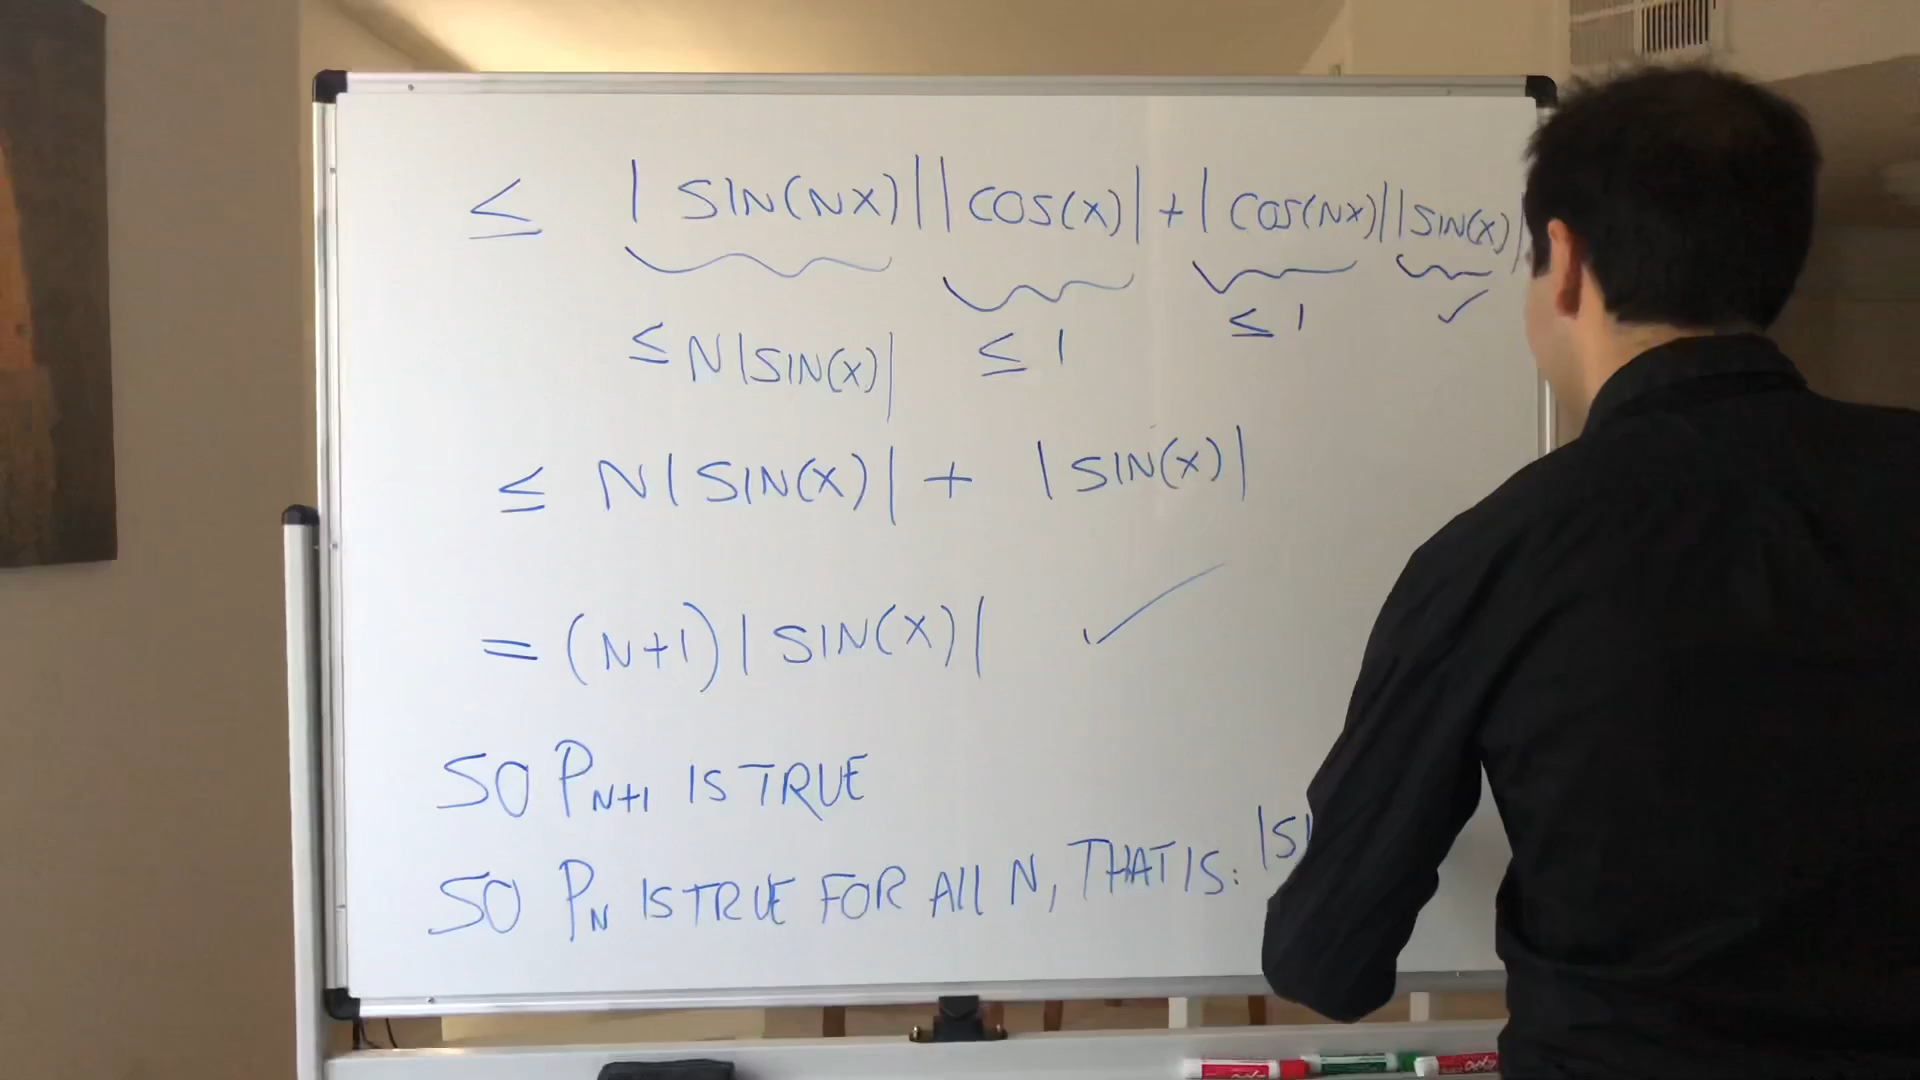 ≤ |SIN(NX)||COS(X)|+|COS(NX)||SIN(X)|
≤ N|SIN(X)| ≤ 1 ≤ 1 ✓
≤ N|SIN(X)| + |SIN(X)|
= (N+1)|SIN(X)| ✓
SO P_{N+1} IS TRUE
SO P_N IS TRUE FOR All N, THAT IS: |SI